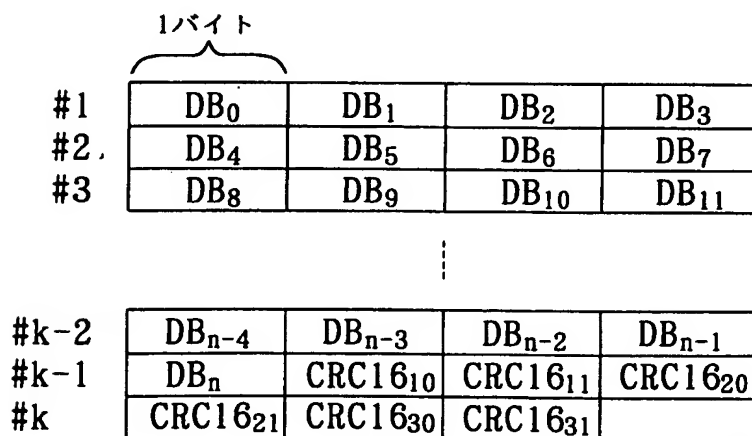 1バイト
#1 DB₀ DB₁ DB₂ DB₃
#2. DB₄ DB₅ DB₆ DB₇
#3 DB₈ DB₉ DB₁₀ DB₁₁
#k-2 DBₙ₋₄ DBₙ₋₃ DBₙ₋₂ DBₙ₋₁
#k-1 DBₙ CRC16₁₀ CRC16₁₁ CRC16₂₀
#k CRC16₂₁ CRC16₃₀ CRC16₃₁